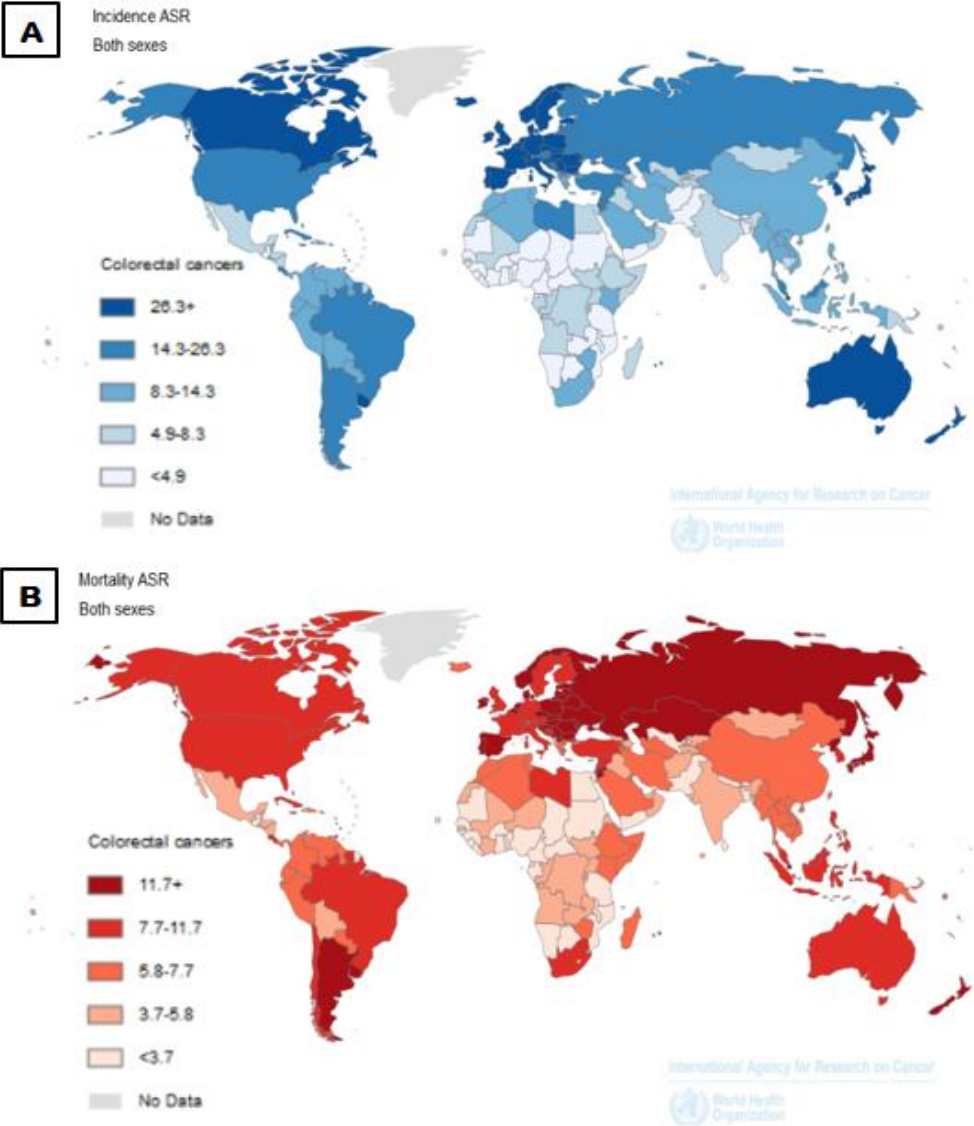 A
Incidence ASR
Both sexes
Colorectal cancers
26.3+
14.3-26.3
8.3-14.3
4.9-8.3
<4.9
No Data
International Agency for Research on Cancer
World Health
Organization
B
Mortality ASR
Both sexes
Colorectal cancers
11.7+
7.7-11.7
5.8-7.7
3.7-5.8
<3.7
No Data
International Agency for Research on Cancer
World Health
Organization